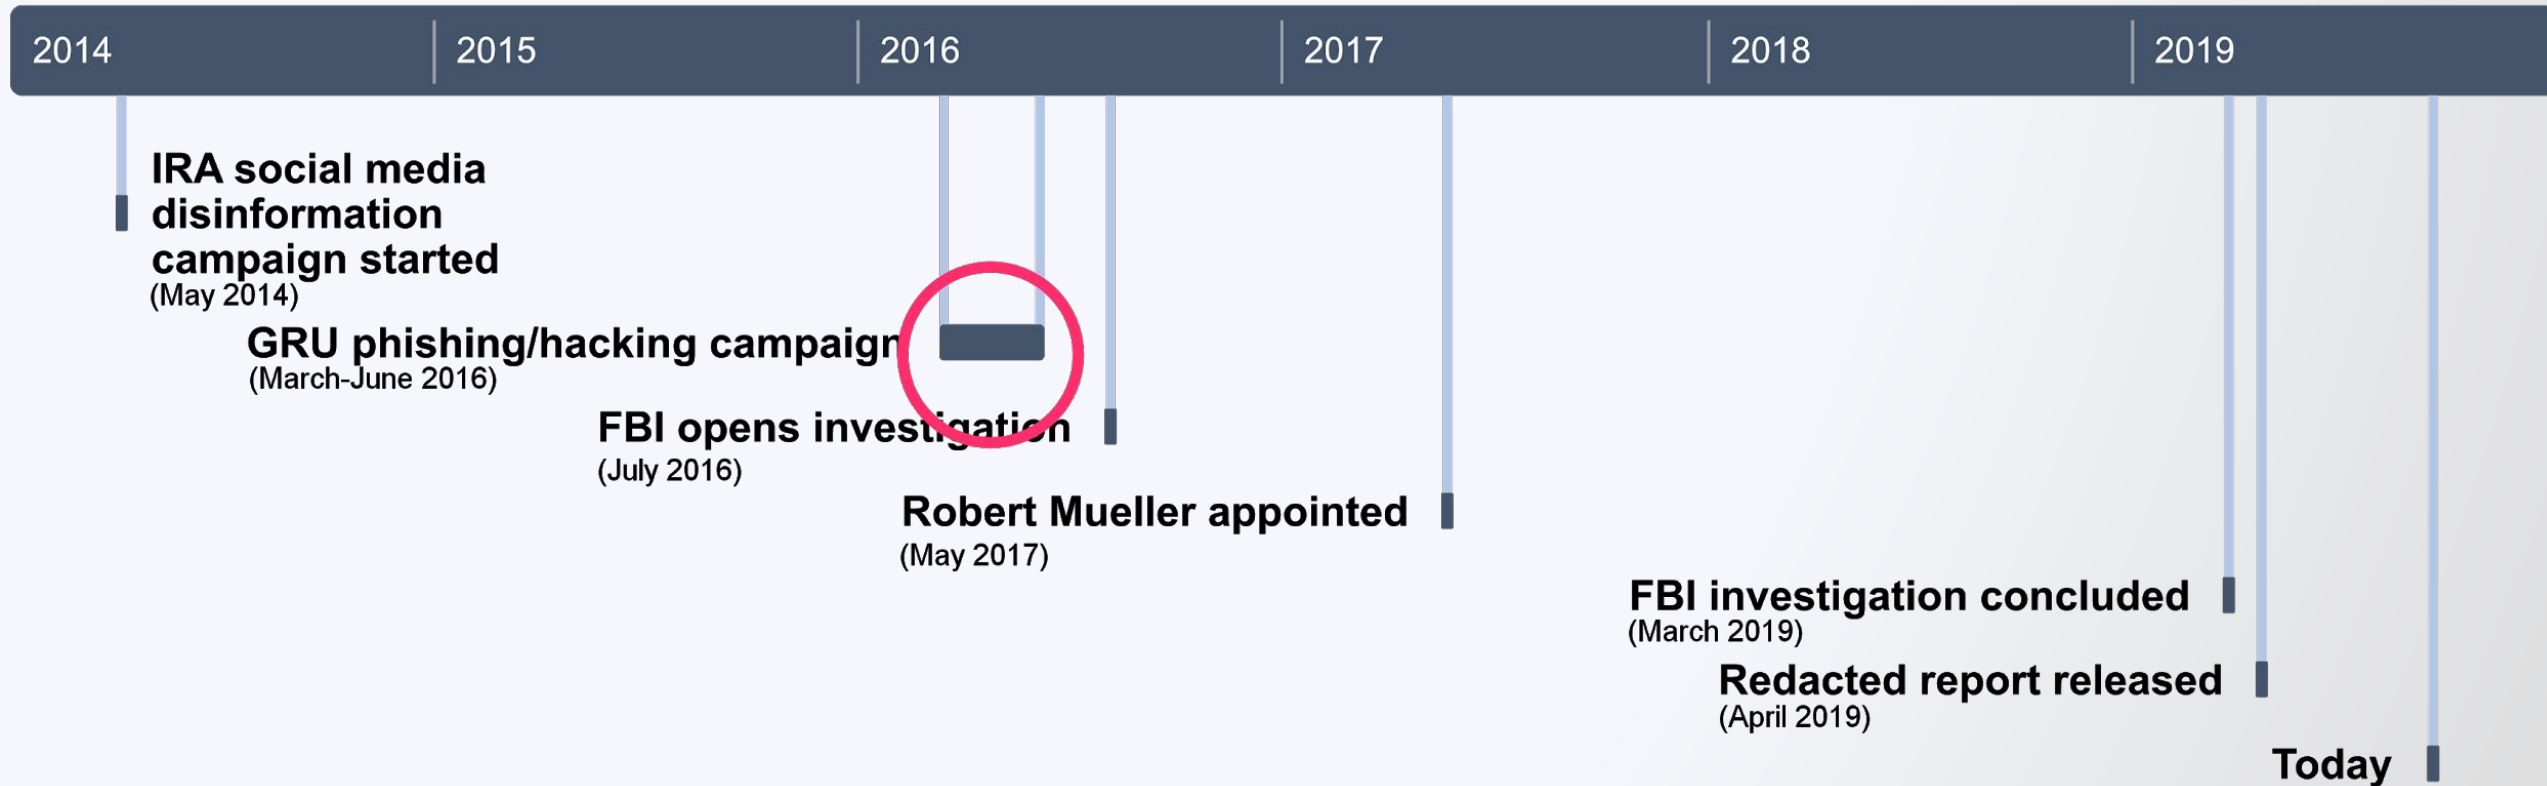 2014 2015 2016 2017 2018 2019
IRA social media
disinformation
campaign started
(May 2014)
GRU phishing/hacking campaign
(March-June 2016)
FBI opens investigation
(July 2016)
Robert Mueller appointed
(May 2017)
FBI investigation concluded
(March 2019)
Redacted report released
(April 2019)
Today